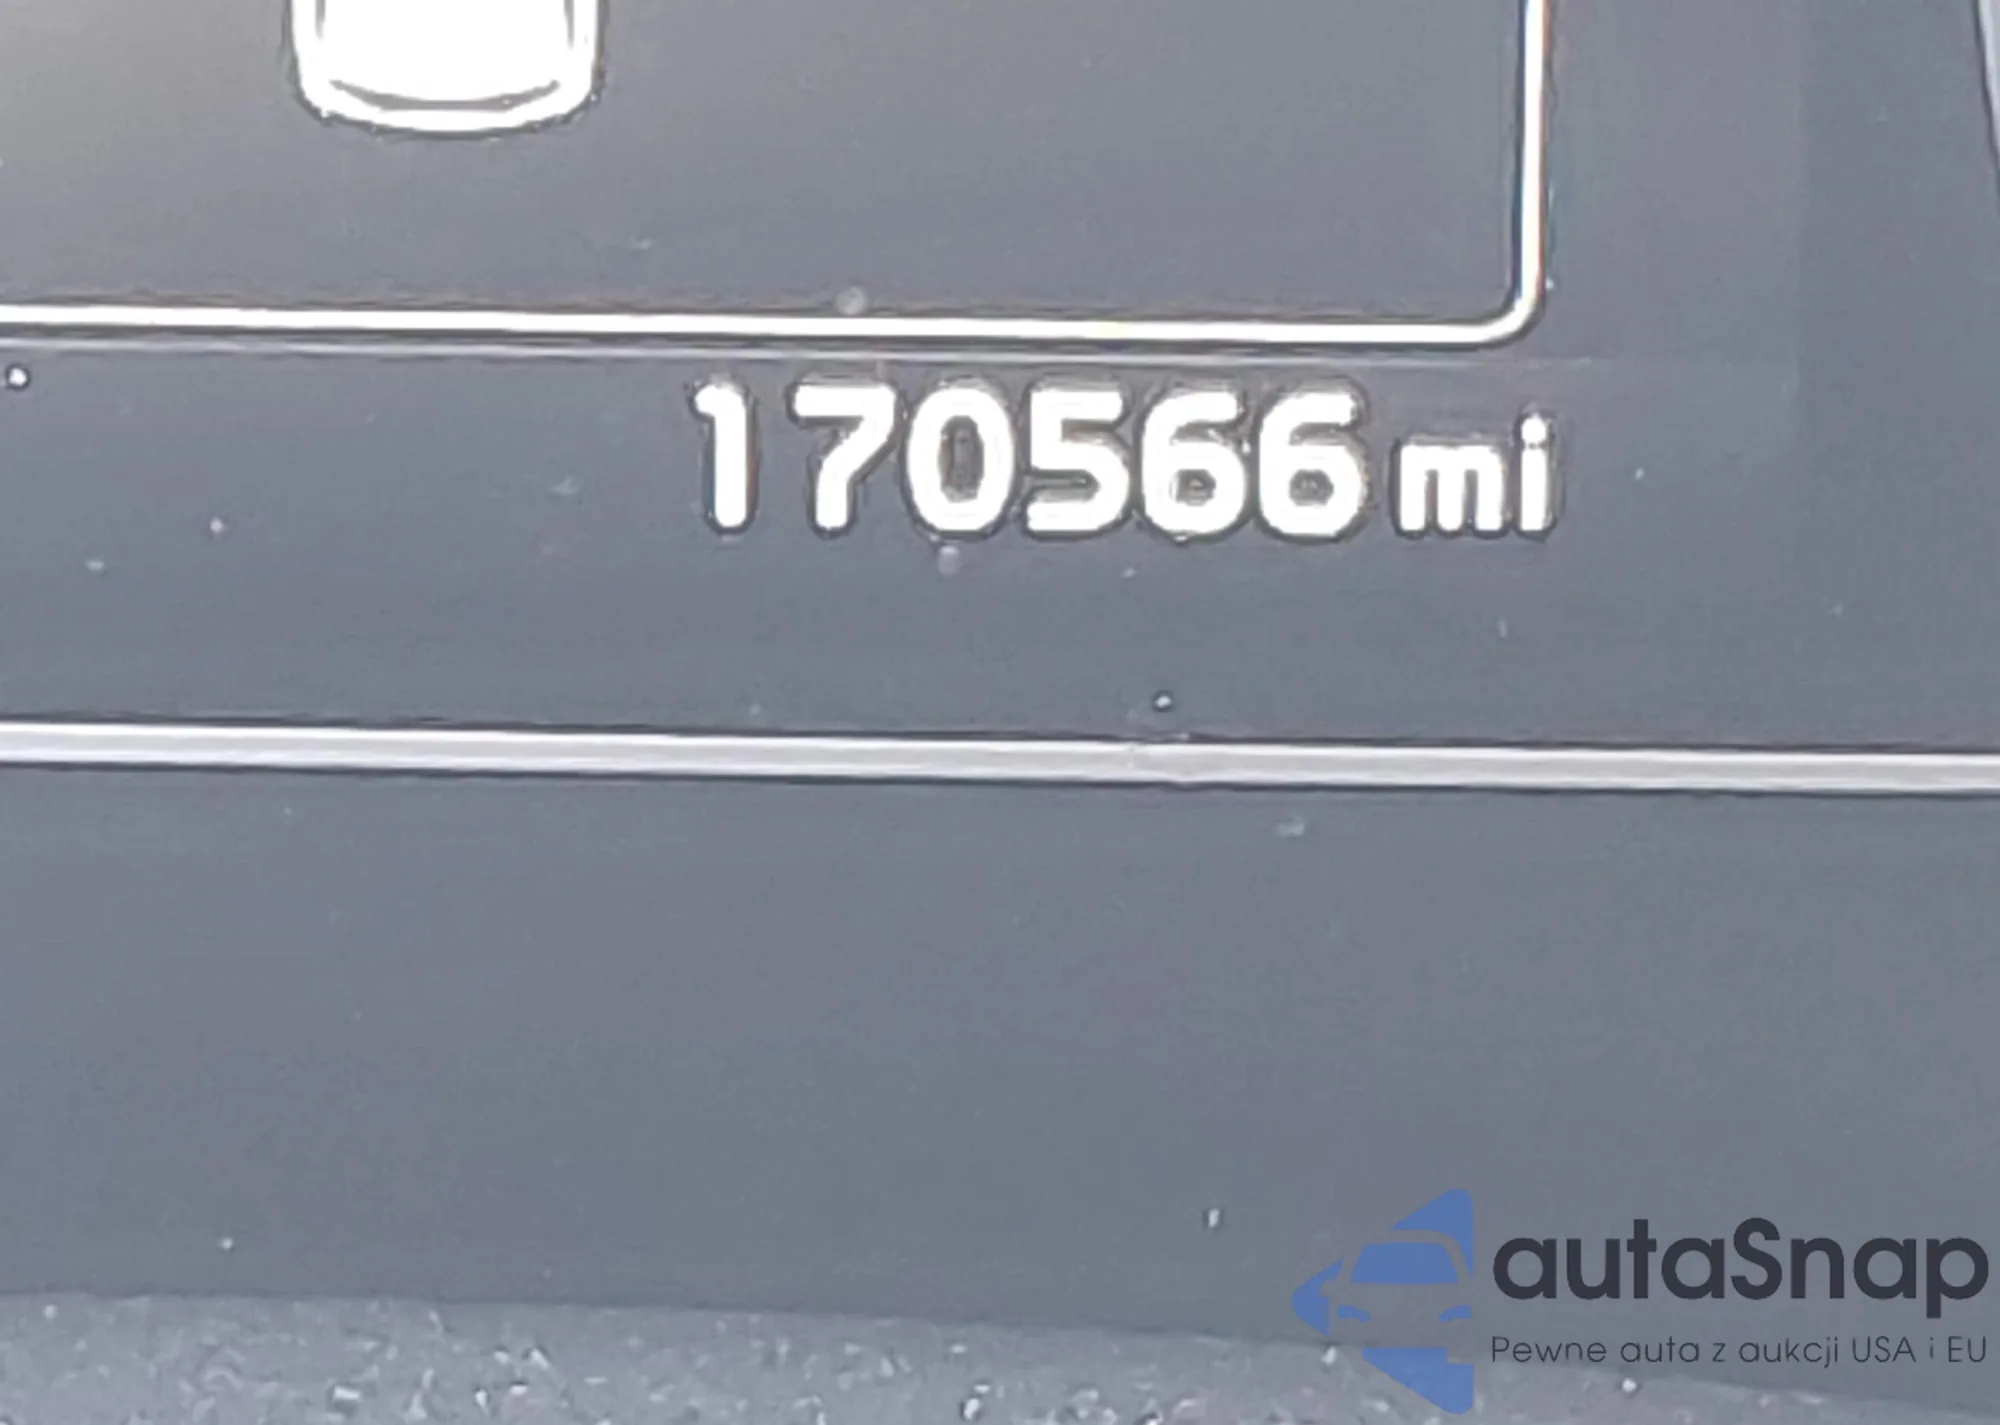 170566 mi
autaSnap
Pewne auta z aukcji USA i EU